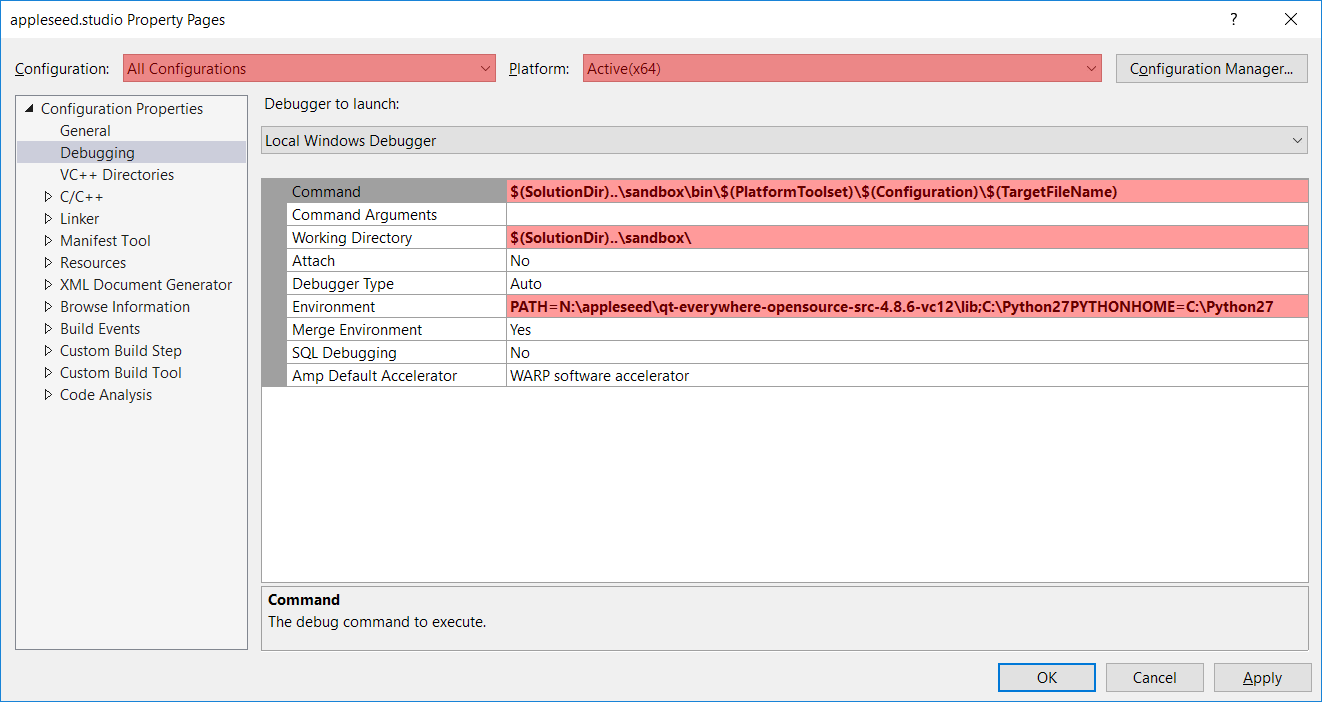 appleseed.studio Property Pages
?
Configuration: All Configurations Platform: Active(x64) Configuration Manager...
Configuration Properties
General
Debugging
VC++ Directories
C/C++
Linker
Manifest Tool
Resources
XML Document Generator
Browse Information
Build Events
Custom Build Step
Custom Build Tool
Code Analysis
Debugger to launch:
Local Windows Debugger
Command $(SolutionDir)..\sandbox\bin\$(PlatformToolset)\$(Configuration)\$(TargetFileName)
Command Arguments
Working Directory $(SolutionDir)..\sandbox\
Attach No
Debugger Type Auto
Environment PATH=N:\appleseed\qt-everywhere-opensource-src-4.8.6-vc12\lib;C:\Python27PYTHONHOME=C:\Python27
Merge Environment Yes
SQL Debugging No
Amp Default Accelerator WARP software accelerator
Command
The debug command to execute.
OK Cancel Apply